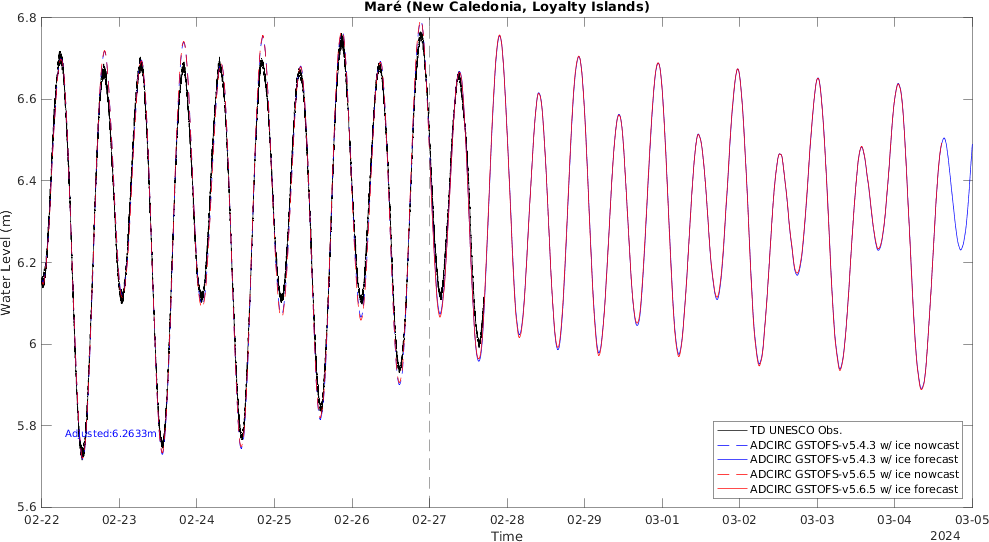 Maré (New Caledonia, Loyalty Islands)
Water Level (m)
6.8
6.6
6.4
6.2
6
5.8
5.6
Adjusted:6.2633m
TD UNESCO Obs.
ADCIRC GSTOFS-v5.4.3 w/ ice nowcast
ADCIRC GSTOFS-v5.4.3 w/ ice forecast
ADCIRC GSTOFS-v5.6.5 w/ ice nowcast
ADCIRC GSTOFS-v5.6.5 w/ ice forecast
02-22 02-23 02-24 02-25 02-26 02-27 02-28 02-29 03-01 03-02 03-03 03-04 03-05
Time
2024